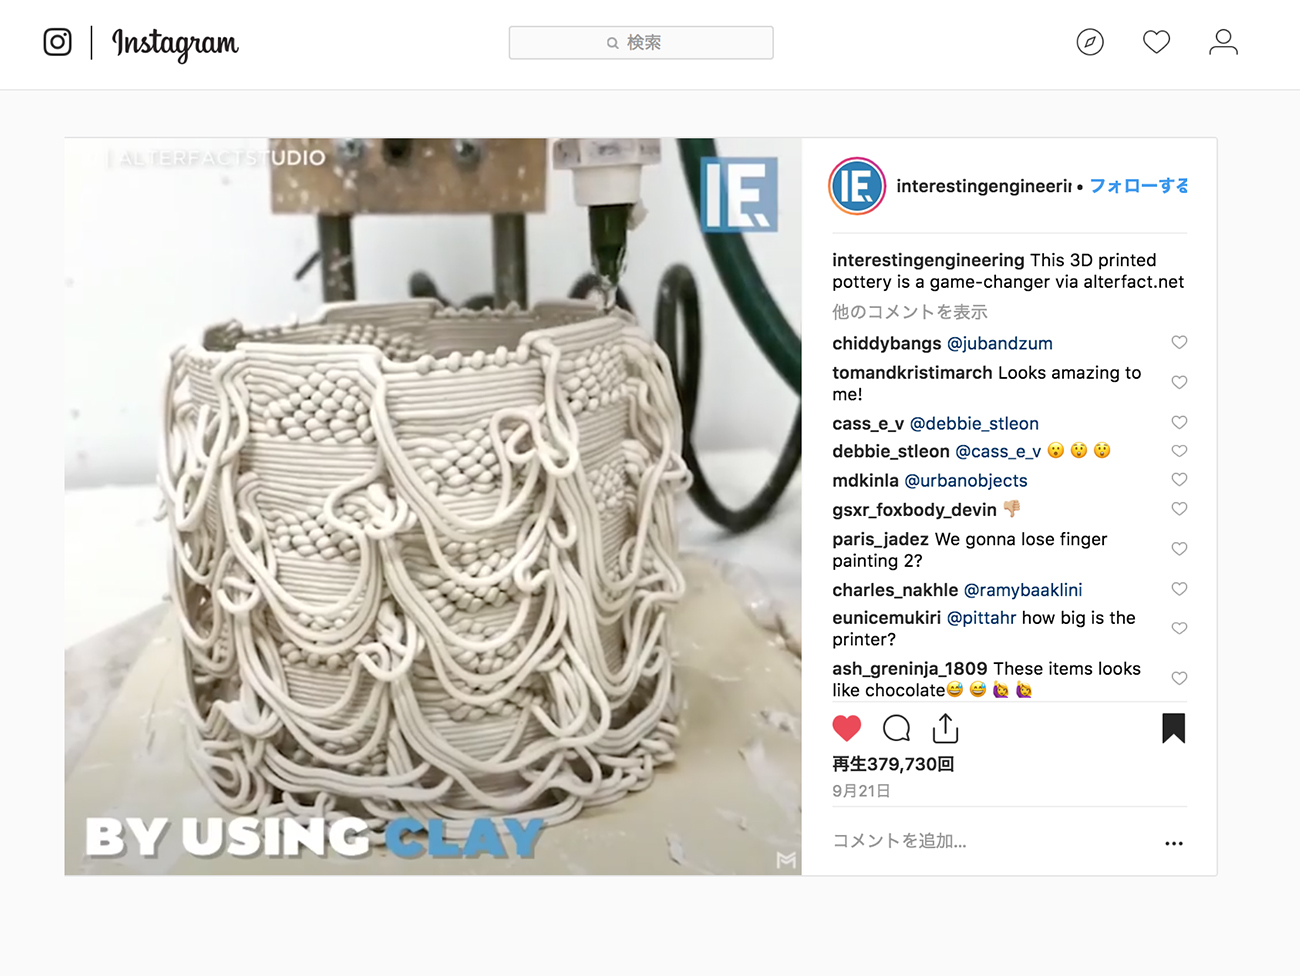 Instagram
検索
ALTERFACTSTUDIO
IE
BY USING CLAY
IE
interestingengineerin • フォローする
interestingengineering This 3D printed
pottery is a game-changer via alterfact.net
他のコメントを表示
chiddybangs @jubandzum
tomandkristimarch Looks amazing to
me!
cass_e_v @debbie_stleon
debbie_stleon @cass_e_v 😮 😲 😲
mdkinla @urbanobjects
gsxr_foxbody_devin 👎🏼
paris_jadez We gonna lose finger
painting 2?
charles_nakhle @ramybaaklini
eunicemukiri @pittahr how big is the
printer?
ash_greninja_1809 These items looks
like chocolate😅 😅 🙋 🙋
再生379,730回
9月21日
コメントを追加...